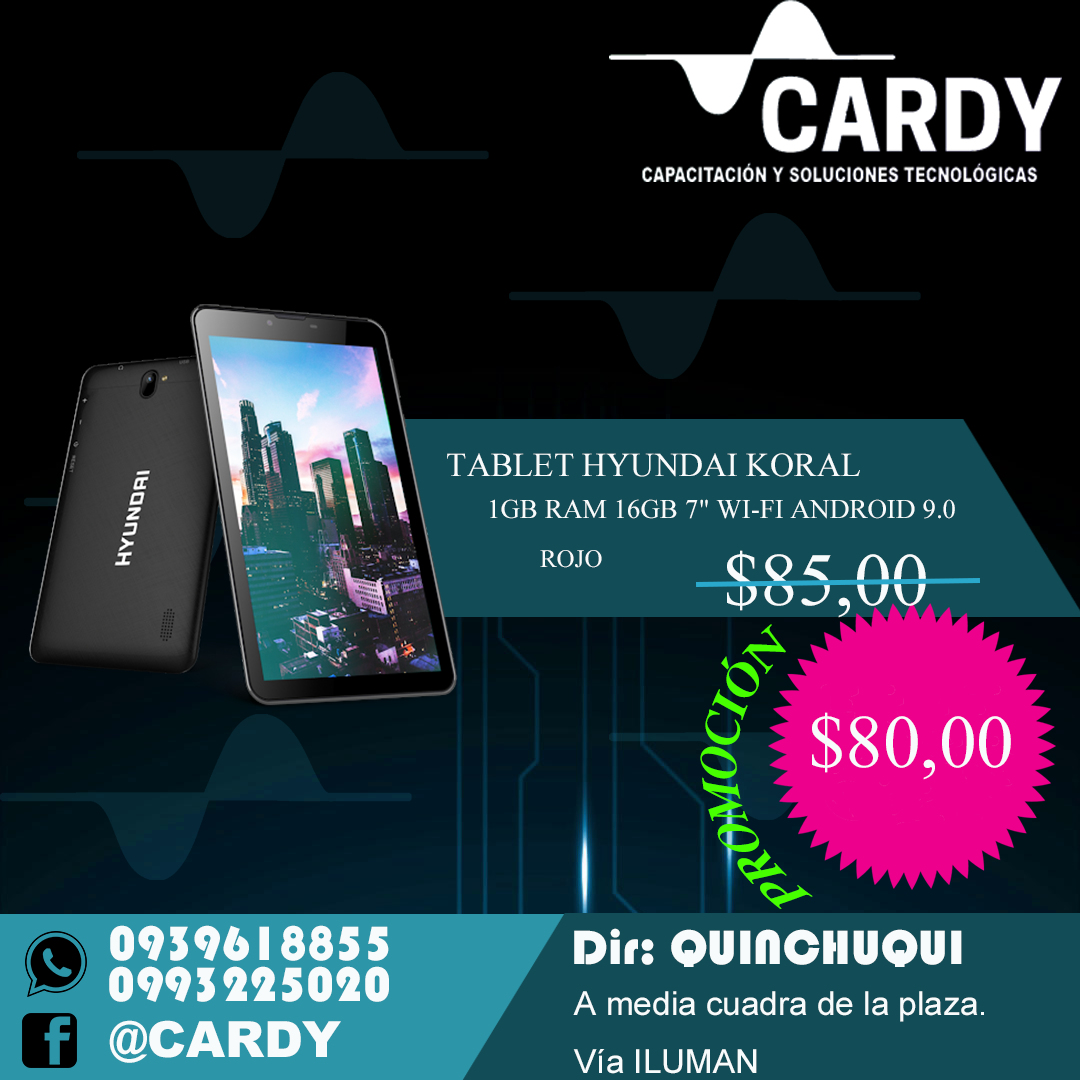 CARDY
CAPACITACIÓN Y SOLUCIONES TECNOLÓGICAS
HYUNDAI
TABLET HYUNDAI KORAL
1GB RAM 16GB 7" WI-FI ANDROID 9.0
ROJO
$85,00
PROMOCIÓN
$80,00
0939618855
0993225020
@CARDY
Dir: QUINCHUQUI
A media cuadra de la plaza.
Vía ILUMAN